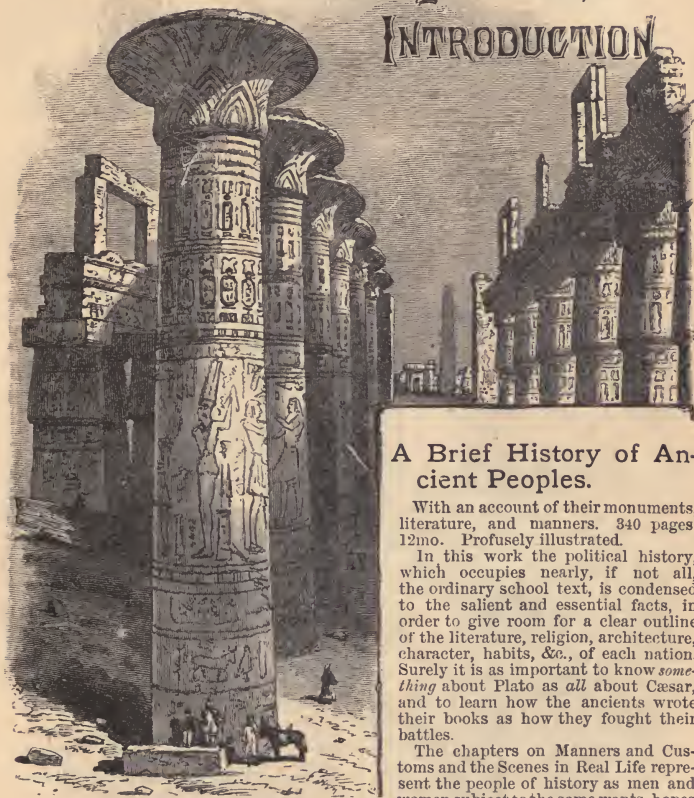 INTRODUCTION
A Brief History of An-
cient Peoples.
With an account of their monuments
literature, and manners. 340 pages
12mo. Profusely illustrated.
In this work the political history,
which occupies nearly, if not all,
the ordinary school text, is condensed
to the salient and essential facts, in
order to give room for a clear outline
of the literature, religion, architecture,
character, habits, &c., of each nation
Surely it is as important to know some-
thing about Plato as all about Cæsar,
and to learn how the ancients wrote
their books as how they fought their
battles.
The chapters on Manners and Cus-
toms and the Scenes in Real Life repre-
sent the people of history as men and